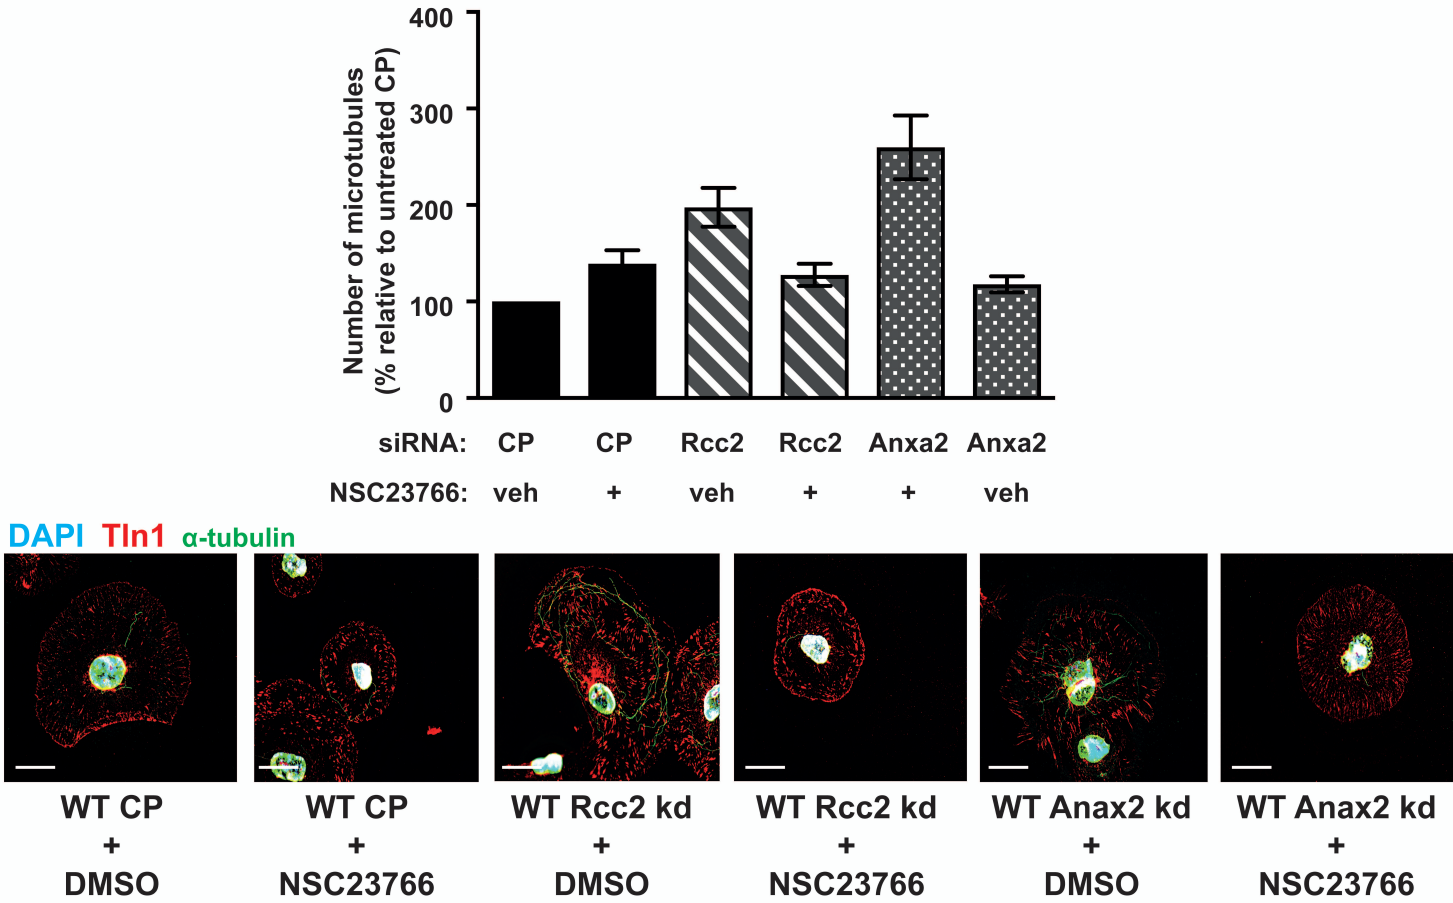 400
300
200
100
0
Number of microtubules
(% relative to untreated CP)
siRNA: CP CP Rcc2 Rcc2 Anxa2 Anxa2
NSC23766: veh + veh + + veh
DAPI Tln1 α-tubulin
WT CP
+
DMSO
WT CP
+
NSC23766
WT Rcc2 kd
+
DMSO
WT Rcc2 kd
+
NSC23766
WT Anax2 kd
+
DMSO
WT Anax2 kd
+
NSC23766